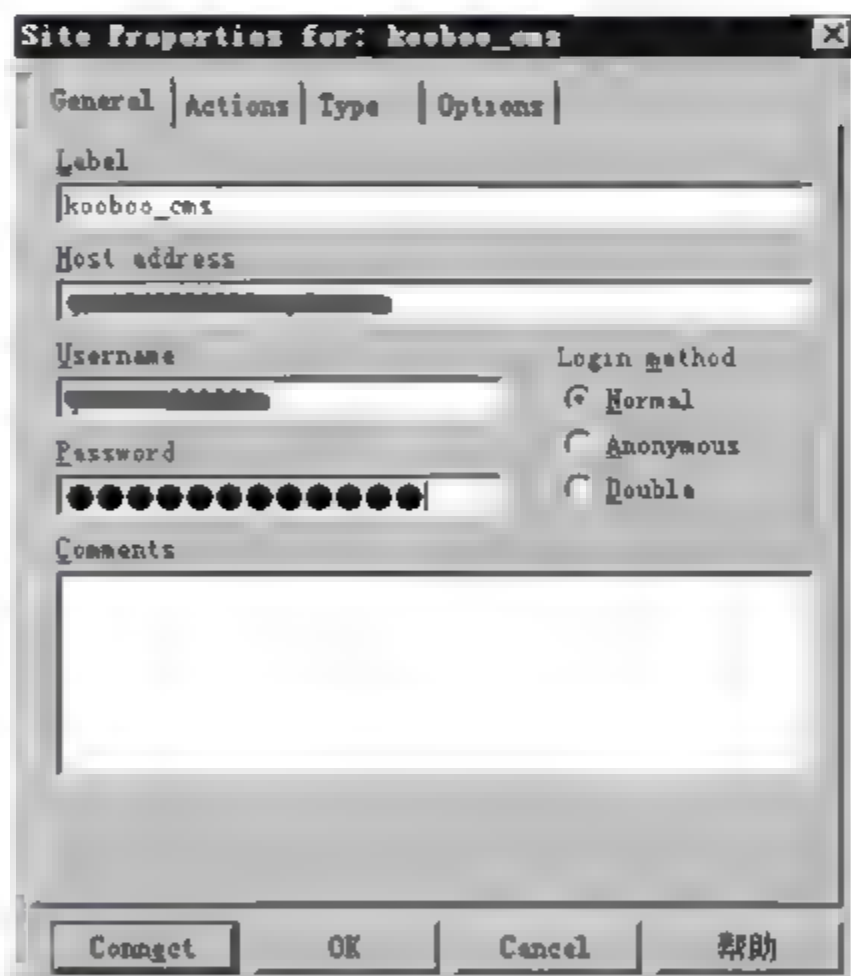 Site Properties for: kooboo_cms
General Actions Type Options
Label
kooboo_cms
Host address
Username
Login method
Normal
Password
Anonymous
Double
Comments
Connect OK Cancel 帮助